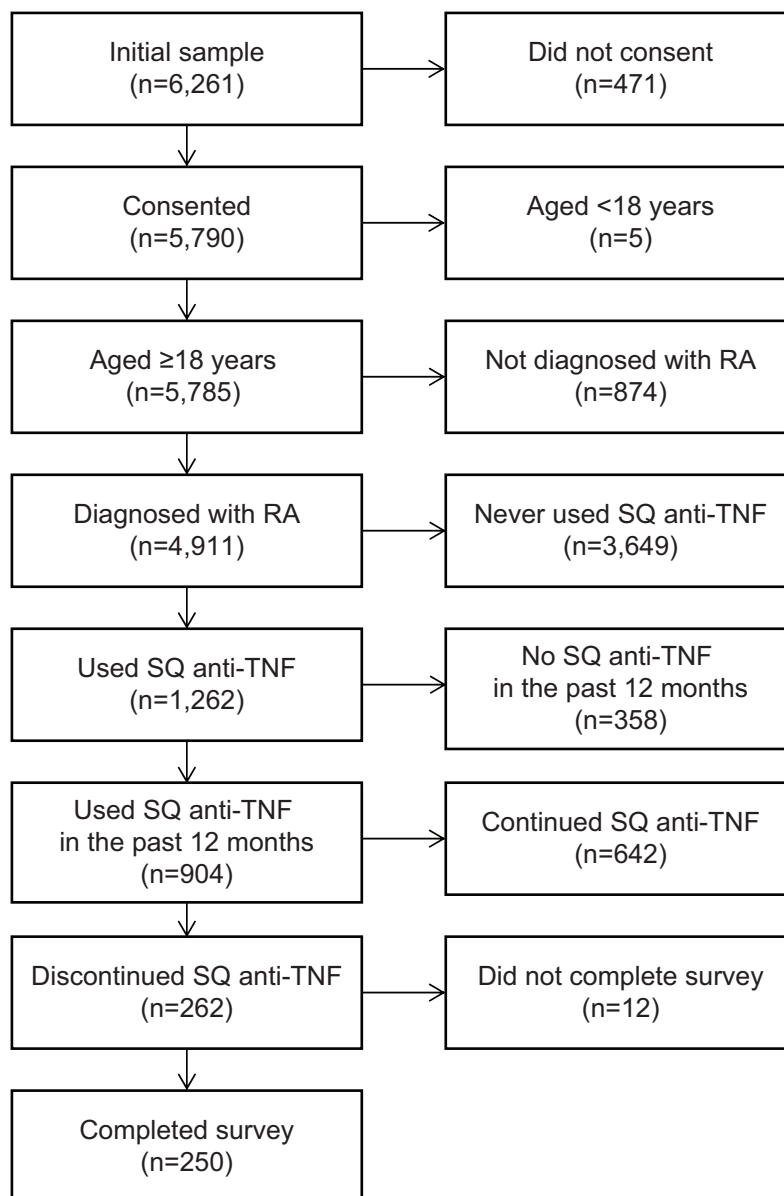 Initial sample
(n=6,261)
Did not consent
(n=471)
Consented
(n=5,790)
Aged <18 years
(n=5)
Aged ≥18 years
(n=5,785)
Not diagnosed with RA
(n=874)
Diagnosed with RA
(n=4,911)
Never used SQ anti-TNF
(n=3,649)
Used SQ anti-TNF
(n=1,262)
No SQ anti-TNF
in the past 12 months
(n=358)
Used SQ anti-TNF
in the past 12 months
(n=904)
Continued SQ anti-TNF
(n=642)
Discontinued SQ anti-TNF
(n=262)
Did not complete survey
(n=12)
Completed survey
(n=250)